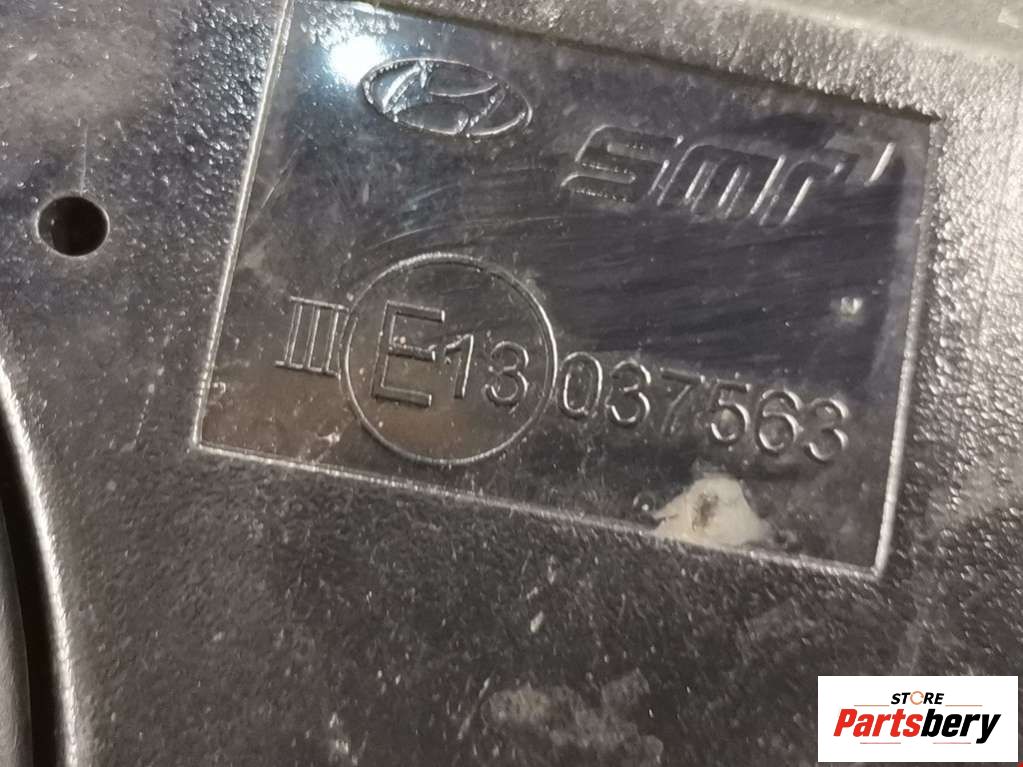 SMR
III E13 037563
STORE
Partsbery